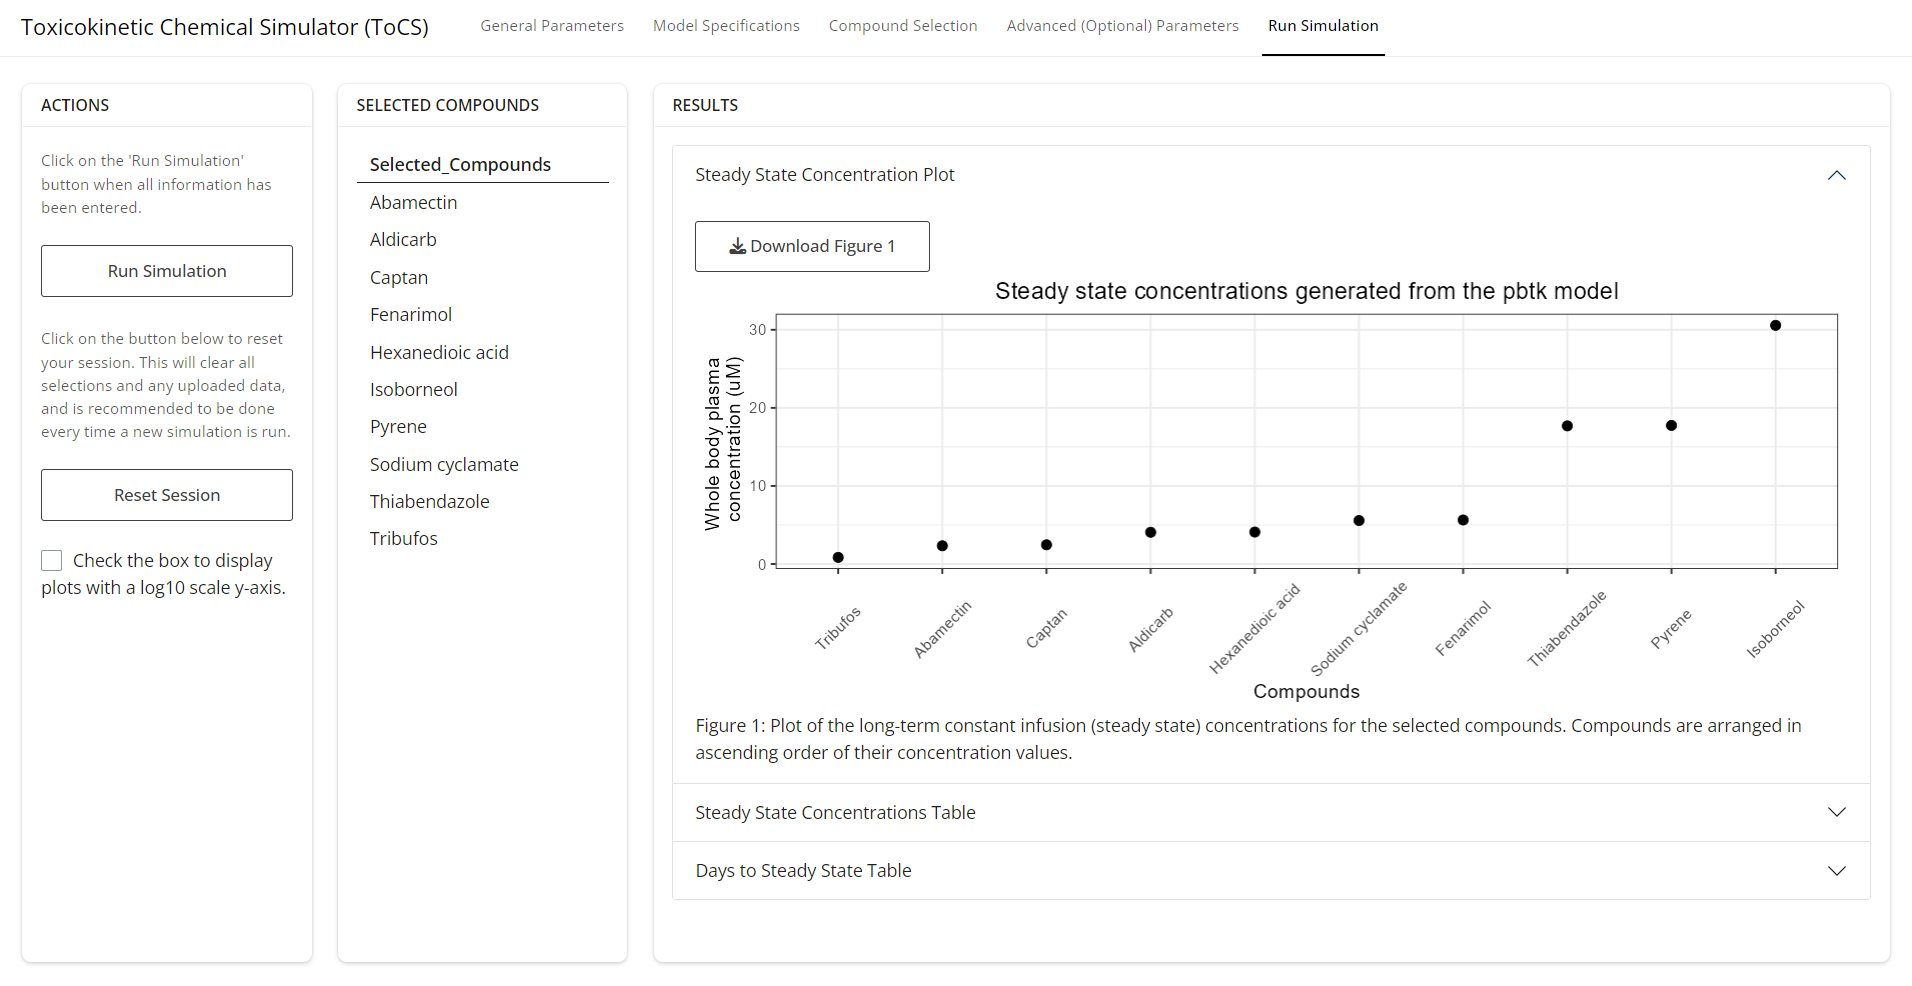 Toxicokinetic Chemical Simulator (ToCS)
General Parameters
Model Specifications
Compound Selection
Advanced (Optional) Parameters
Run Simulation
ACTIONS
Click on the 'Run Simulation'
button when all information has
been entered.
Run Simulation
Click on the button below to reset
your session. This will clear all
selections and any uploaded data,
and is recommended to be done
every time a new simulation is run.
Reset Session
Check the box to display
plots with a log10 scale y-axis.
SELECTED COMPOUNDS
Selected_Compounds
Abamectin
Aldicarb
Captan
Fenarimol
Hexanedioic acid
Isoborneol
Pyrene
Sodium cyclamate
Thiabendazole
Tribufos
RESULTS
Steady State Concentration Plot
Download Figure 1
Steady state concentrations generated from the pbtk model
Whole body plasma
concentration (uM)
30
20
10
0
Tribufos
Abamectin
Captan
Aldicarb
Hexanedioic acid
Sodium cyclamate
Fenarimol
Thiabendazole
Pyrene
Isoborneol
Compounds
Figure 1: Plot of the long-term constant infusion (steady state) concentrations for the selected compounds. Compounds are arranged in
ascending order of their concentration values.
Steady State Concentrations Table
Days to Steady State Table